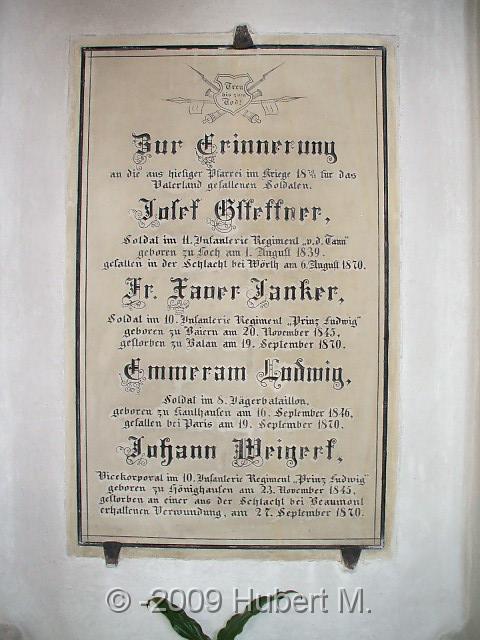 Treu
bis zum
Tod!
Zur Erinnerung
an die aus hiesiger Pfarrei im Kriege 18 70/71 für das
Vaterland gefallenen Soldaten.
Josef Gstettner,
Soldat im 11. Infanterie Regiment „v. d. Tann"
geboren zu Loch am 1. August 1839.
gefallen in der Schlacht bei Wörth am 6. August 1870.
Fr. Xaver Janker,
Soldat im 10. Infanterie Regiment „Prinz Ludwig"
geboren zu Baiern am 20. November 1845,
gestorben zu Balan am 19. September 1870.
Emmeram Ludwig,
Soldat im 8. Jägerbataillon,
geboren zu Kaulhausen am 16. September 1846,
gefallen bei Paris am 19. September 1870.
Johann Weigert,
Vicekorporal im 10. Infanterie Regiment „Prinz Ludwig"
geboren zu Hönighausen am 23. November 1845,
gestorben an einer aus der Schlacht bei Beaumont
erhaltenen Verwundung, am 27. September 1870.
© -2009 Hubert M.